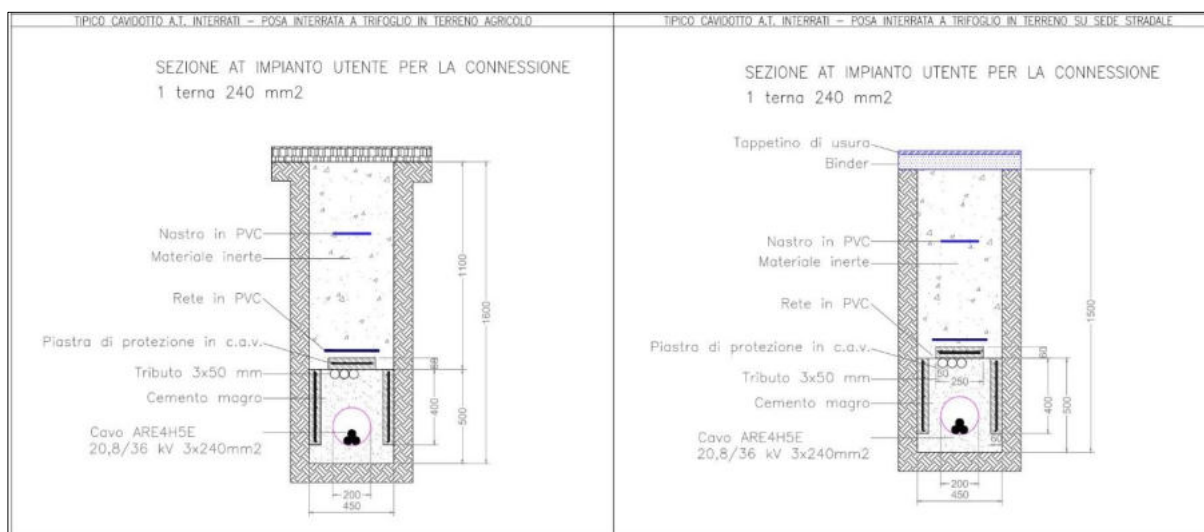 TIPICO CAVIDOTTO A.T. INTERRATI – POSA INTERRATA A TRIFOGLIO IN TERRENO AGRICOLO
SEZIONE AT IMPIANTO UTENTE PER LA CONNESSIONE
1 terna 240 mm2
Nastro in PVC
Materiale inerte
Rete in PVC
Piastra di protezione in c.a.v.
Tributo 3x50 mm
Cemento magro
Cavo ARE4H5E
20,8/36 kV 3x240mm2
1100
1600
60
400
500
200
450
TIPICO CAVIDOTTO A.T. INTERRATI – POSA INTERRATA A TRIFOGLIO IN TERRENO SU SEDE STRADALE
SEZIONE AT IMPIANTO UTENTE PER LA CONNESSIONE
1 terna 240 mm2
Tappetino di usura
Binder
Nastro in PVC
Materiale inerte
Rete in PVC
Piastra di protezione in c.a.v.
Tributo 3x50 mm
Cemento magro
Cavo ARE4H5E
20,8/36 kV 3x240mm2
1500
60
50
250
400
500
200
450